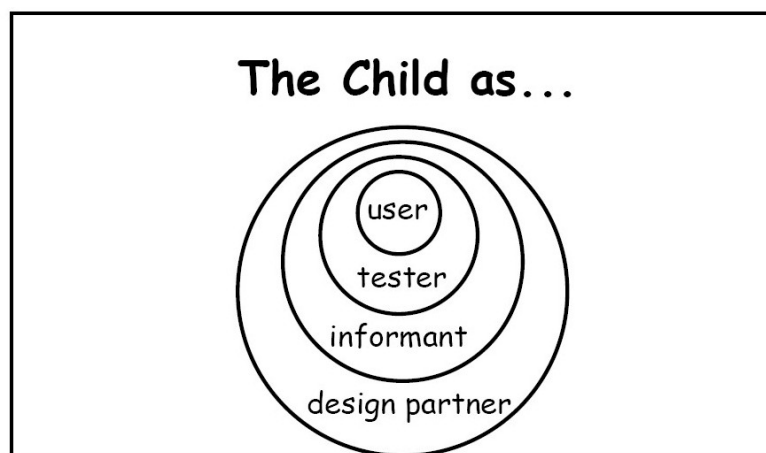 The Child as...
user
tester
informant
design partner